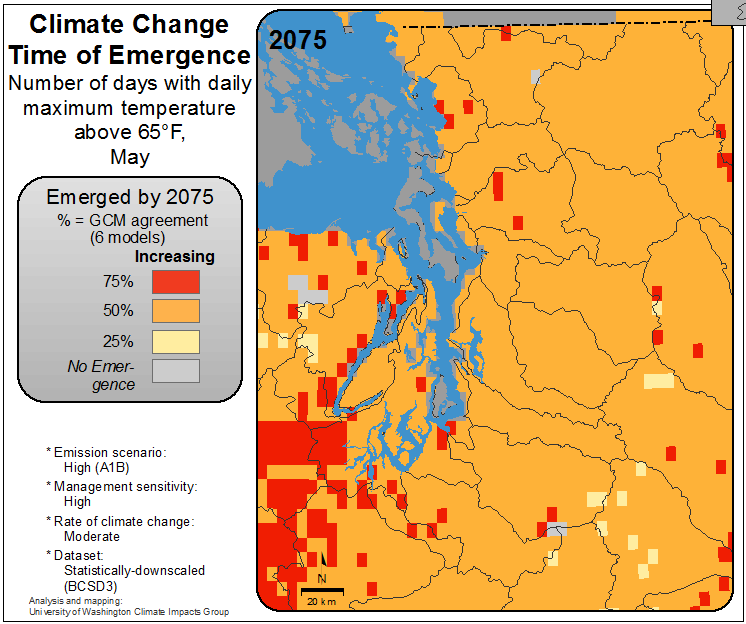 Climate Change
Time of Emergence
Number of days with daily
maximum temperature
above 65°F,
May
2075
Emerged by 2075
% = GCM agreement
(6 models)
Increasing
75%
50%
25%
No Emer-
gence
* Emission scenario:
High (A1B)
* Management sensitivity:
High
* Rate of climate change:
Moderate
* Dataset:
Statistically-downscaled
(BCSD3)
Analysis and mapping:
University of Washington Climate Impacts Group
N
20 km